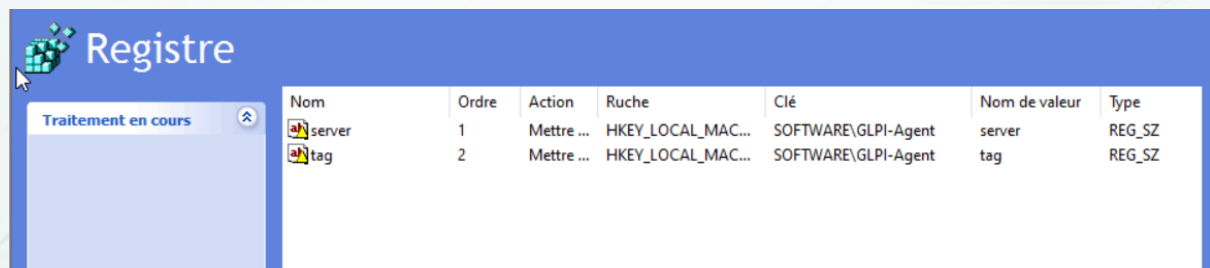 Registre
Traitement en cours
Nom Ordre Action Ruche Clé Nom de valeur Type
server 1 Mettre ... HKEY_LOCAL_MAC... SOFTWARE\GLPI-Agent server REG_SZ
tag 2 Mettre ... HKEY_LOCAL_MAC... SOFTWARE\GLPI-Agent tag REG_SZ